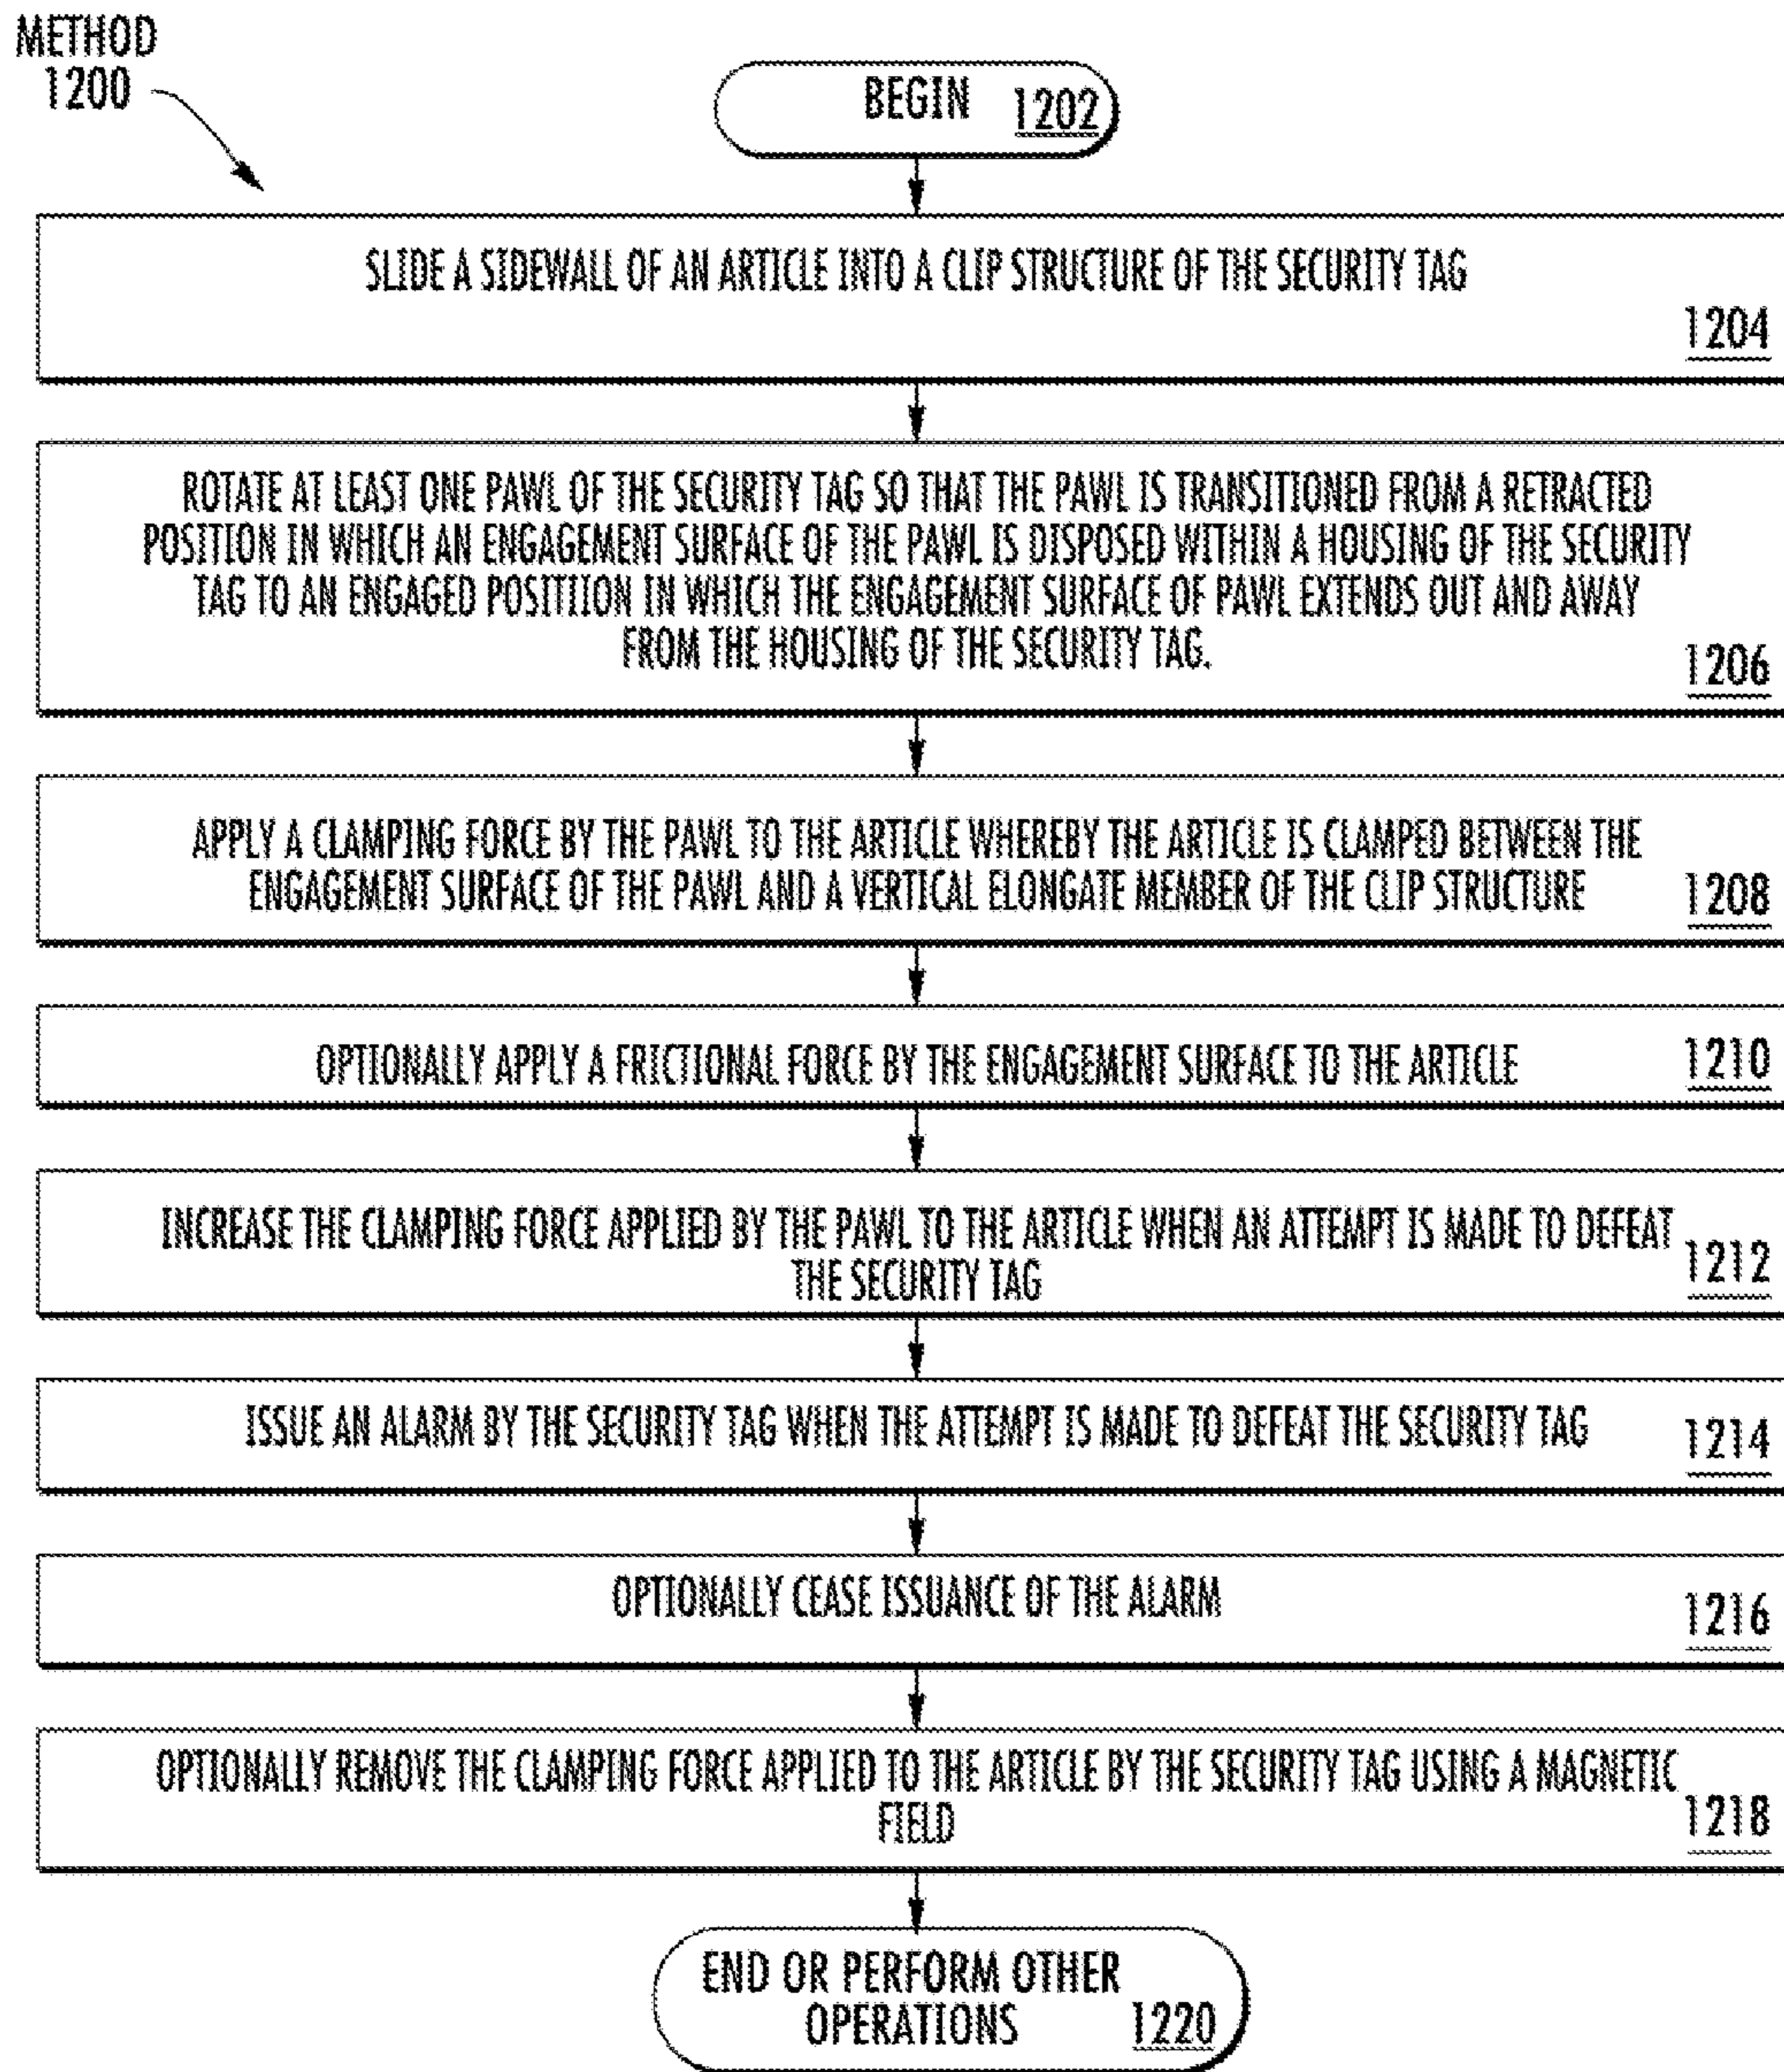 METHOD
1200
BEGIN 1202
SLIDE A SIDEWALL OF AN ARTICLE INTO A CLIP STRUCTURE OF THE SECURITY TAG
1204
ROTATE AT LEAST ONE PAWL OF THE SECURITY TAG SO THAT THE PAWL IS TRANSITIONED FROM A RETRACTED
POSITION IN WHICH AN ENGAGEMENT SURFACE OF THE PAWL IS DISPOSED WITHIN A HOUSING OF THE SECURITY
TAG TO AN ENGAGED POSITIION IN WHICH THE ENGAGEMENT SURFACE OF PAWL EXTENDS OUT AND AWAY
FROM THE HOUSING OF THE SECURITY TAG.
1206
APPLY A CLAMPING FORCE BY THE PAWL TO THE ARTICLE WHEREBY THE ARTICLE IS CLAMPED BETWEEN THE
ENGAGEMENT SURFACE OF THE PAWL AND A VERTICAL ELONGATE MEMBER OF THE CLIP STRUCTURE
1208
OPTIONALLY APPLY A FRICTIONAL FORCE BY THE ENGAGEMENT SURFACE TO THE ARTICLE
1210
INCREASE THE CLAMPING FORCE APPLIED BY THE PAWL TO THE ARTICLE WHEN AN ATTEMPT IS MADE TO DEFEAT
THE SECURITY TAG
1212
ISSUE AN ALARM BY THE SECURITY TAG WHEN THE ATTEMPT IS MADE TO DEFEAT THE SECURITY TAG
1214
OPTIONALLY CEASE ISSUANCE OF THE ALARM
1216
OPTIONALLY REMOVE THE CLAMPING FORCE APPLIED TO THE ARTICLE BY THE SECURITY TAG USING A MAGNETIC
FIELD
1218
END OR PERFORM OTHER
OPERATIONS 1220